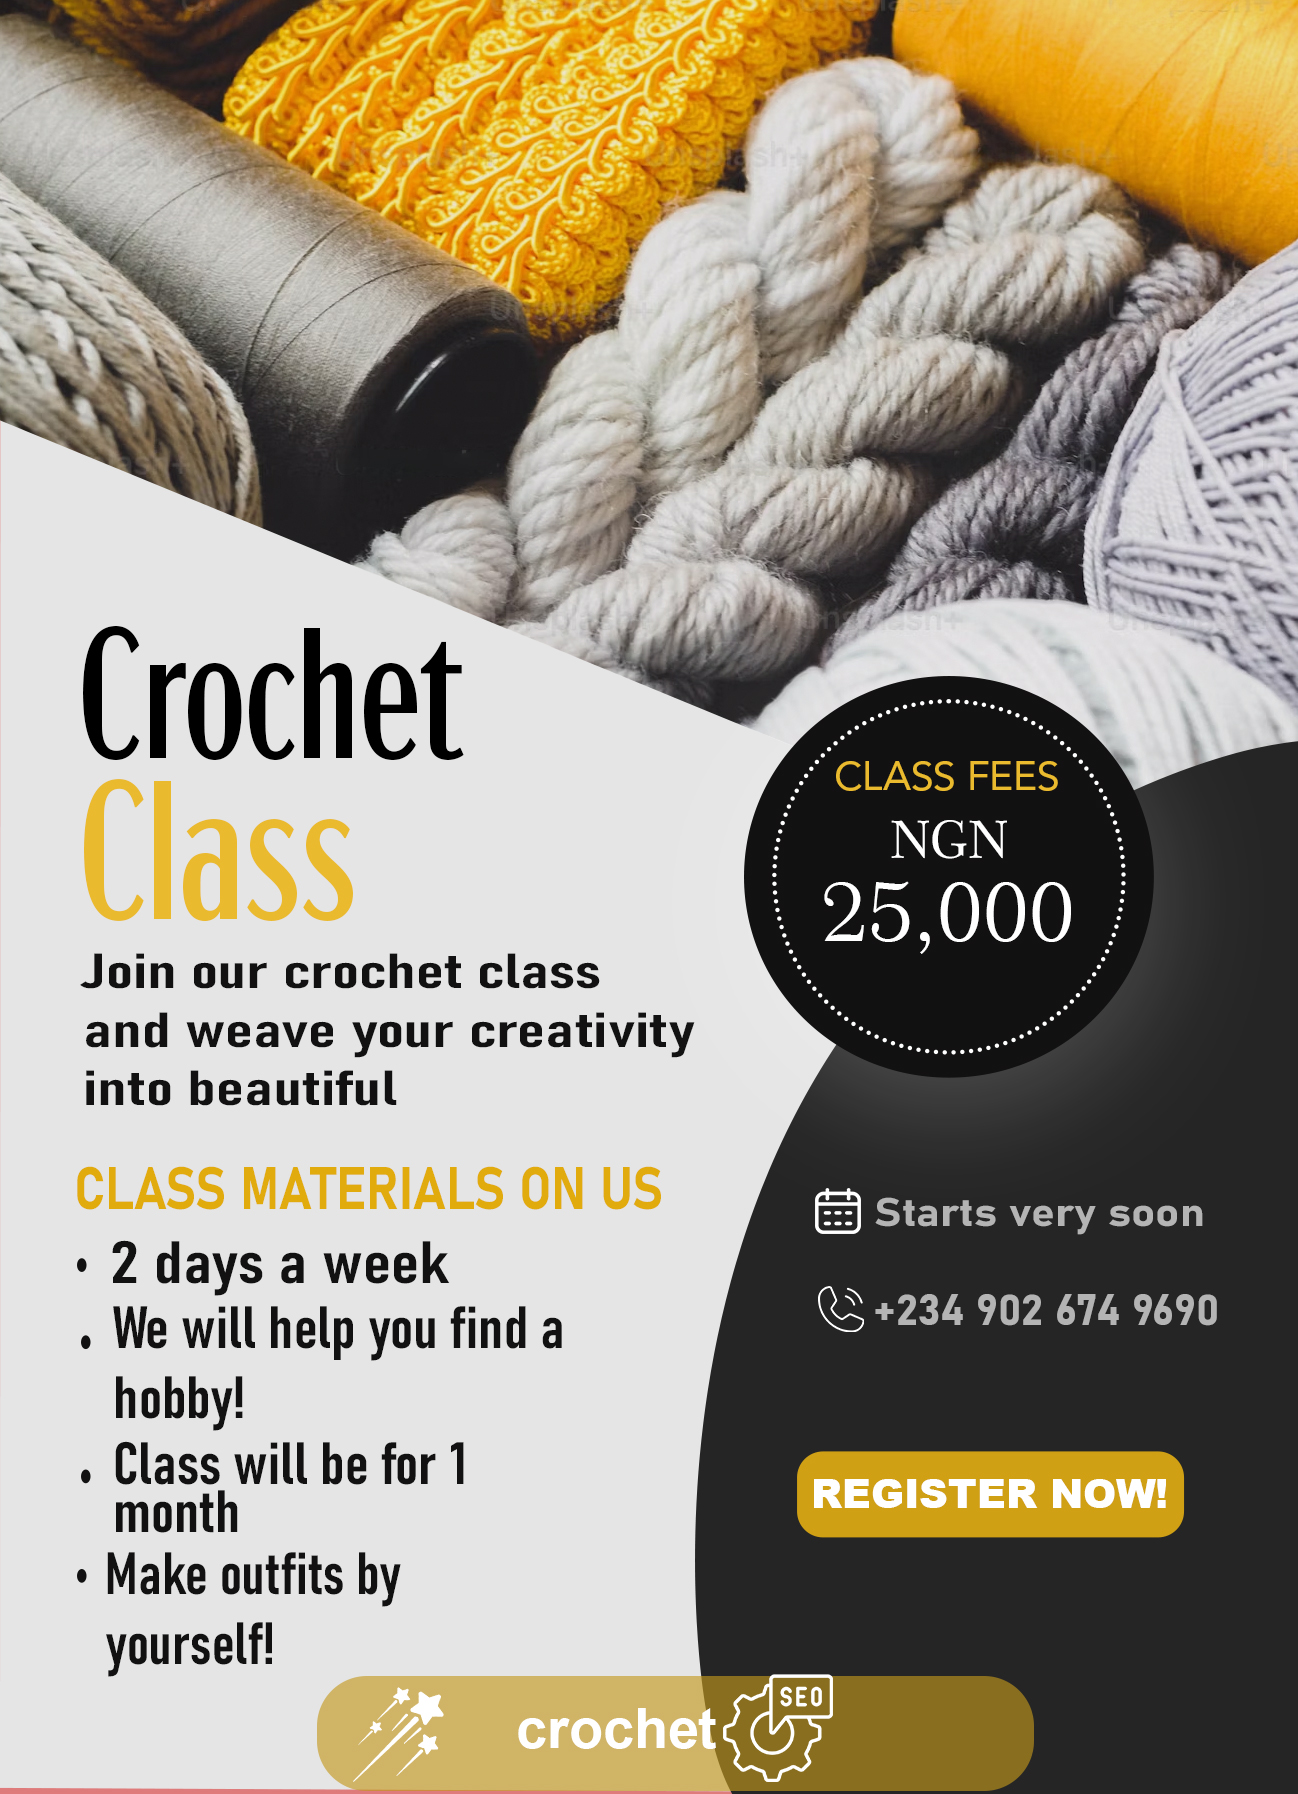 Crochet
Class
Join our crochet class
and weave your creativity
into beautiful
CLASS MATERIALS ON US
• 2 days a week
• We will help you find a
hobby!
• Class will be for 1
month
• Make outfits by
yourself!
CLASS FEES
NGN
25,000
Starts very soon
+234 902 674 9690
REGISTER NOW!
crochet
SEO
Unsplash+